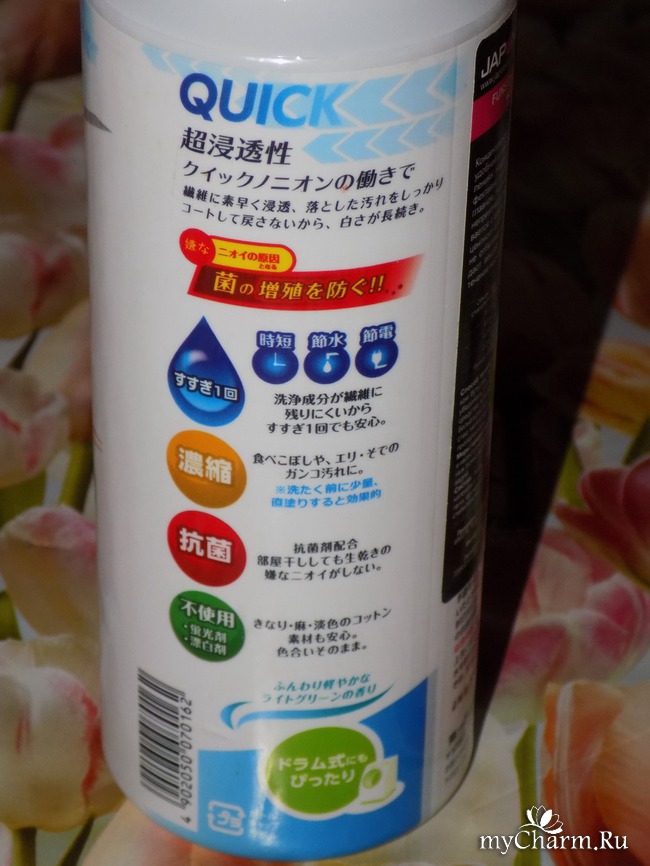 QUICK
超浸透性
クイックノニオンの働きで
繊維に素早く浸透、落とした汚れをしっかり
コートして戻さないから、白さが長続き。
嫌な ニオイの原因
となる
菌の増殖を防ぐ!!
すすぎ1回
時短 節水 節電
洗浄成分が繊維に
残りにくいから
すすぎ1回でも安心。
濃縮
食べこぼしや、エリ・そでの
ガンコ汚れに。
※洗たく前に少量、
直塗りすると効果的
抗菌
抗菌剤配合
部屋干ししても生乾きの
嫌なニオイがしない。
不使用
・蛍光剤
・漂白剤
きなり・麻・淡色のコットン
素材も安心。
色合いそのまま。
ふんわり軽やかな
ライトグリーンの香り
ドラム式にも
ぴったり
4 902050 070162
JAP
myCharm.Ru